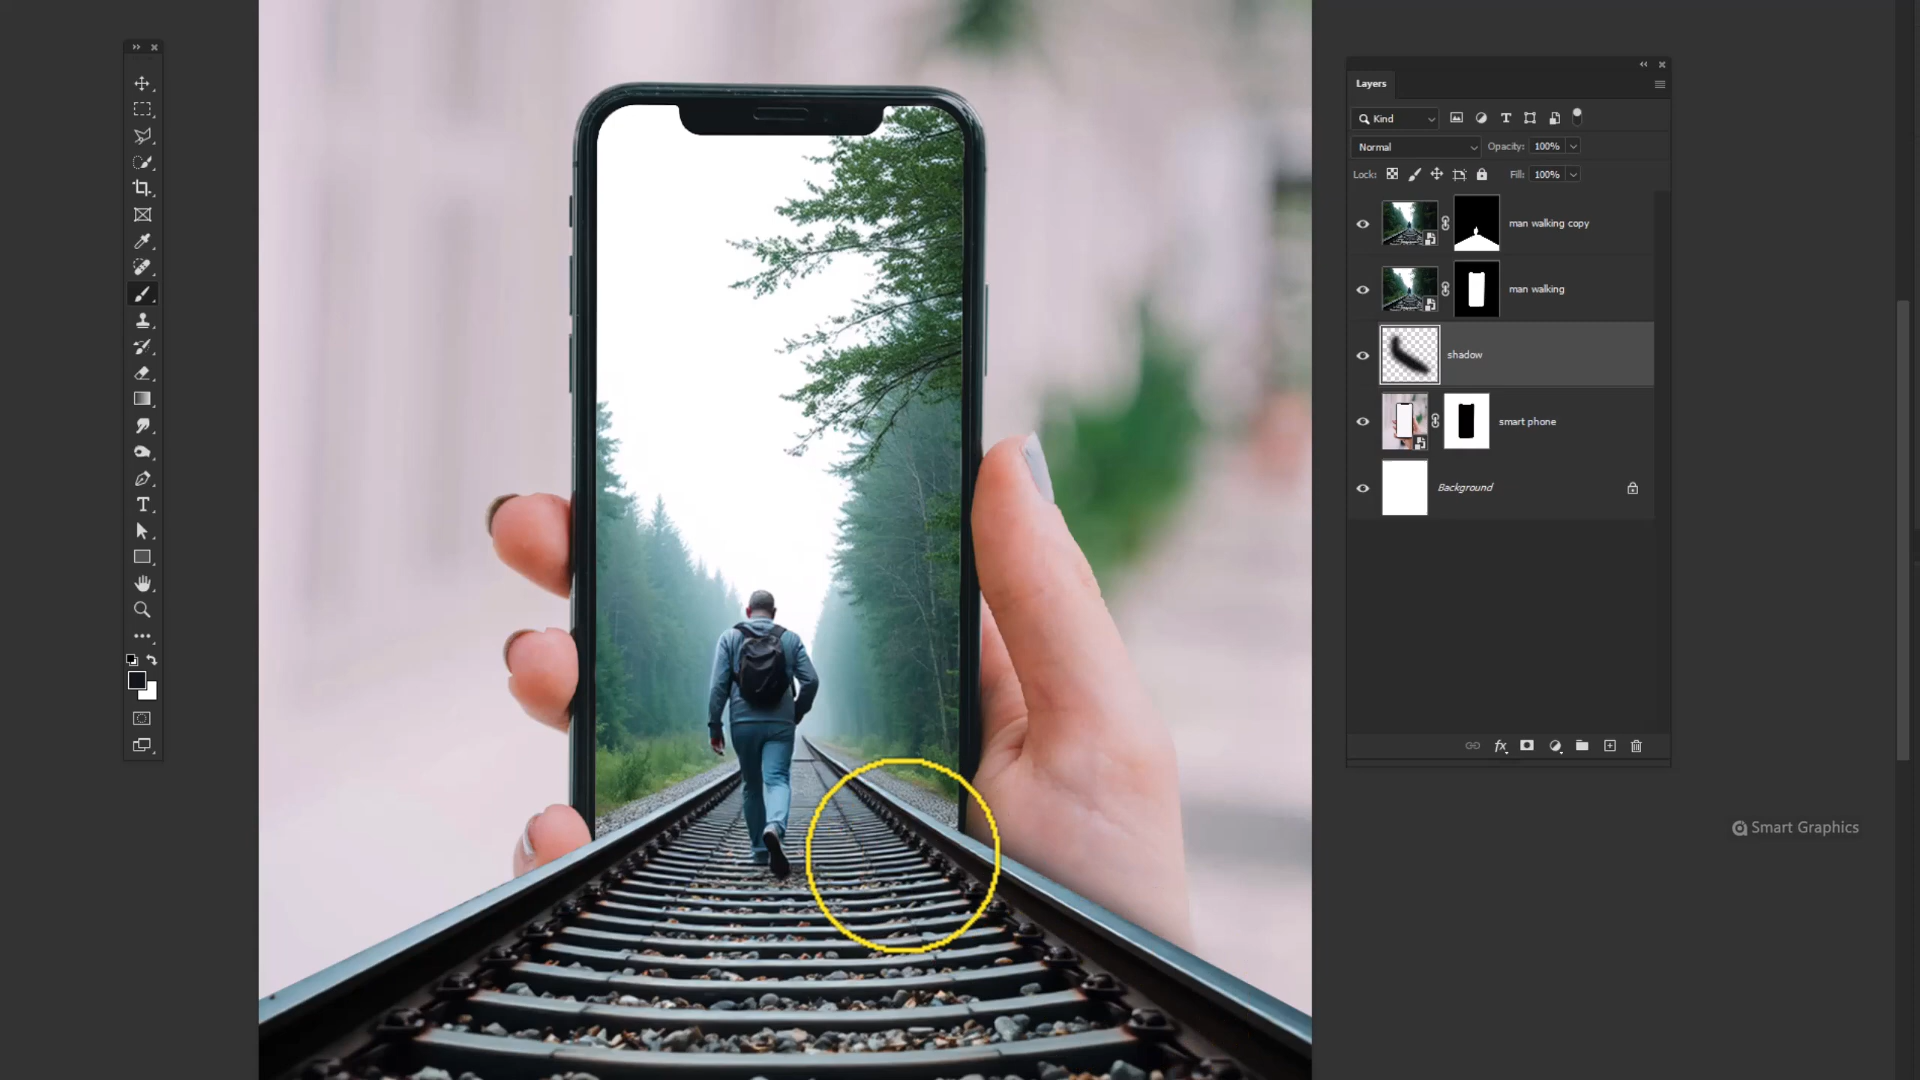 Layers
Kind
Normal Opacity: 100%
Lock: Fill: 100%
man walking copy
man walking
shadow
smart phone
Background
fx
Smart Graphics